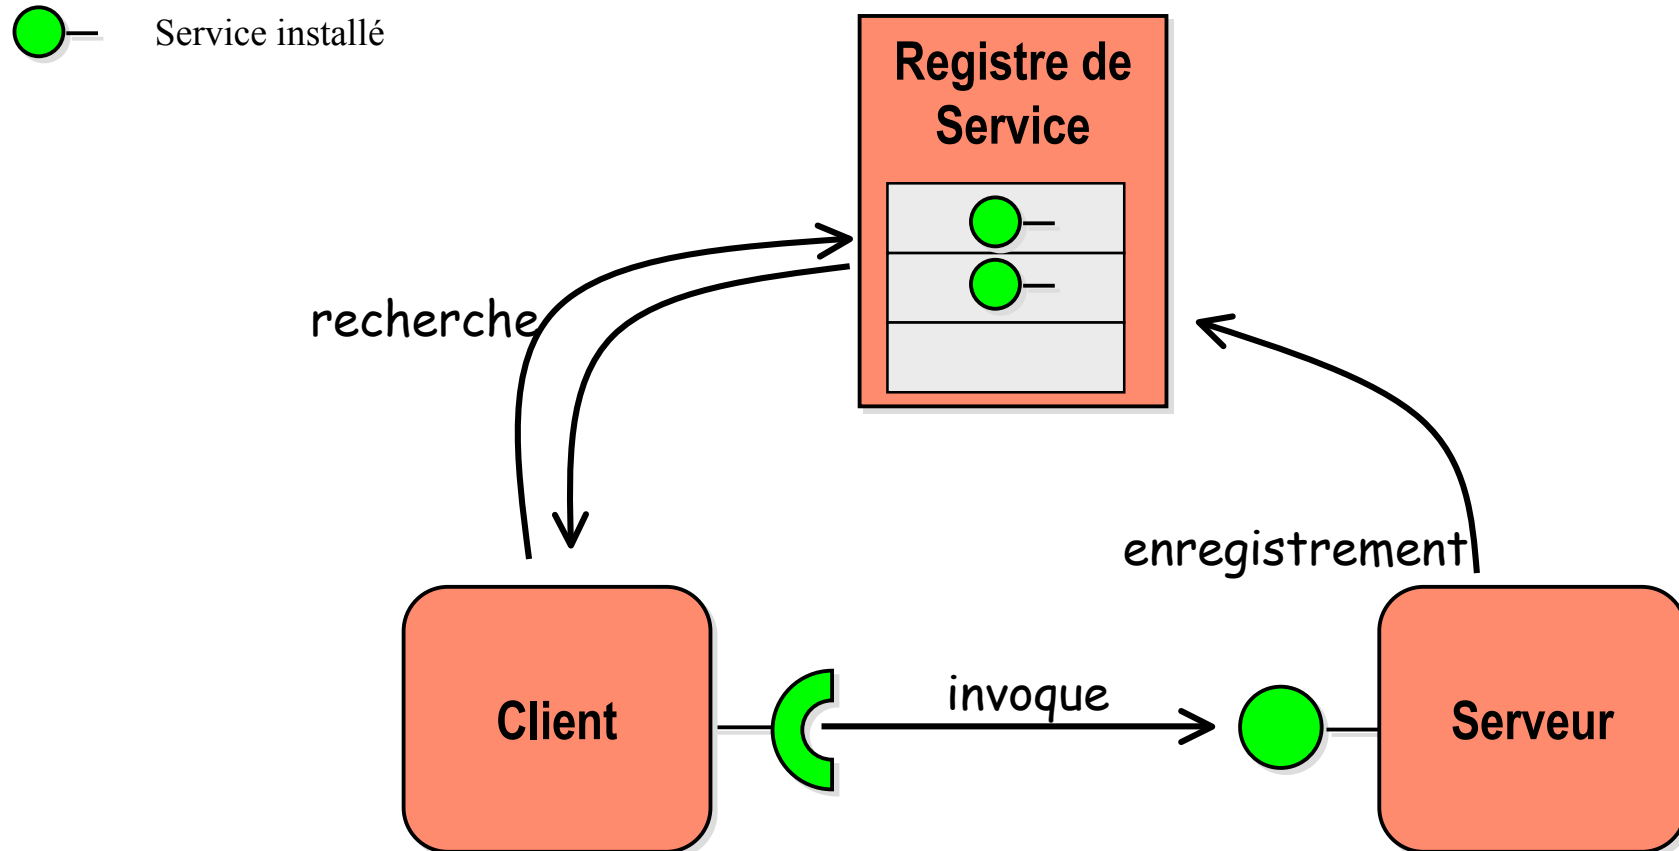 Service installé
Registre de
Service
recherche
enregistrement
Client
invoque
Serveur